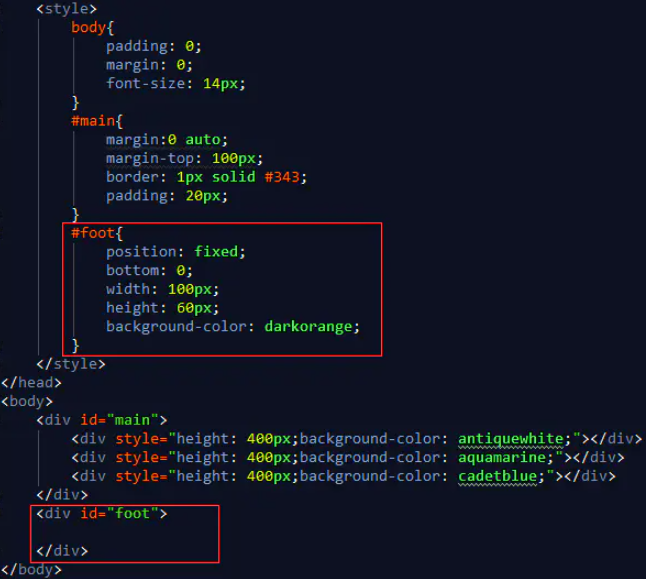 <style>
body{
padding: 0;
margin: 0;
font-size: 14px;
}
#main{
margin:0 auto;
margin-top: 100px;
border: 1px solid #343;
padding: 20px;
}
#foot{
position: fixed;
bottom: 0;
width: 100px;
height: 60px;
background-color: darkorange;
}
</style>
</head>
<body>
<div id="main">
<div style="height: 400px;background-color: antiquewhite;"></div>
<div style="height: 400px;background-color: aquamarine;"></div>
<div style="height: 400px;background-color: cadetblue;"></div>
</div>
<div id="foot">
</div>
</body>